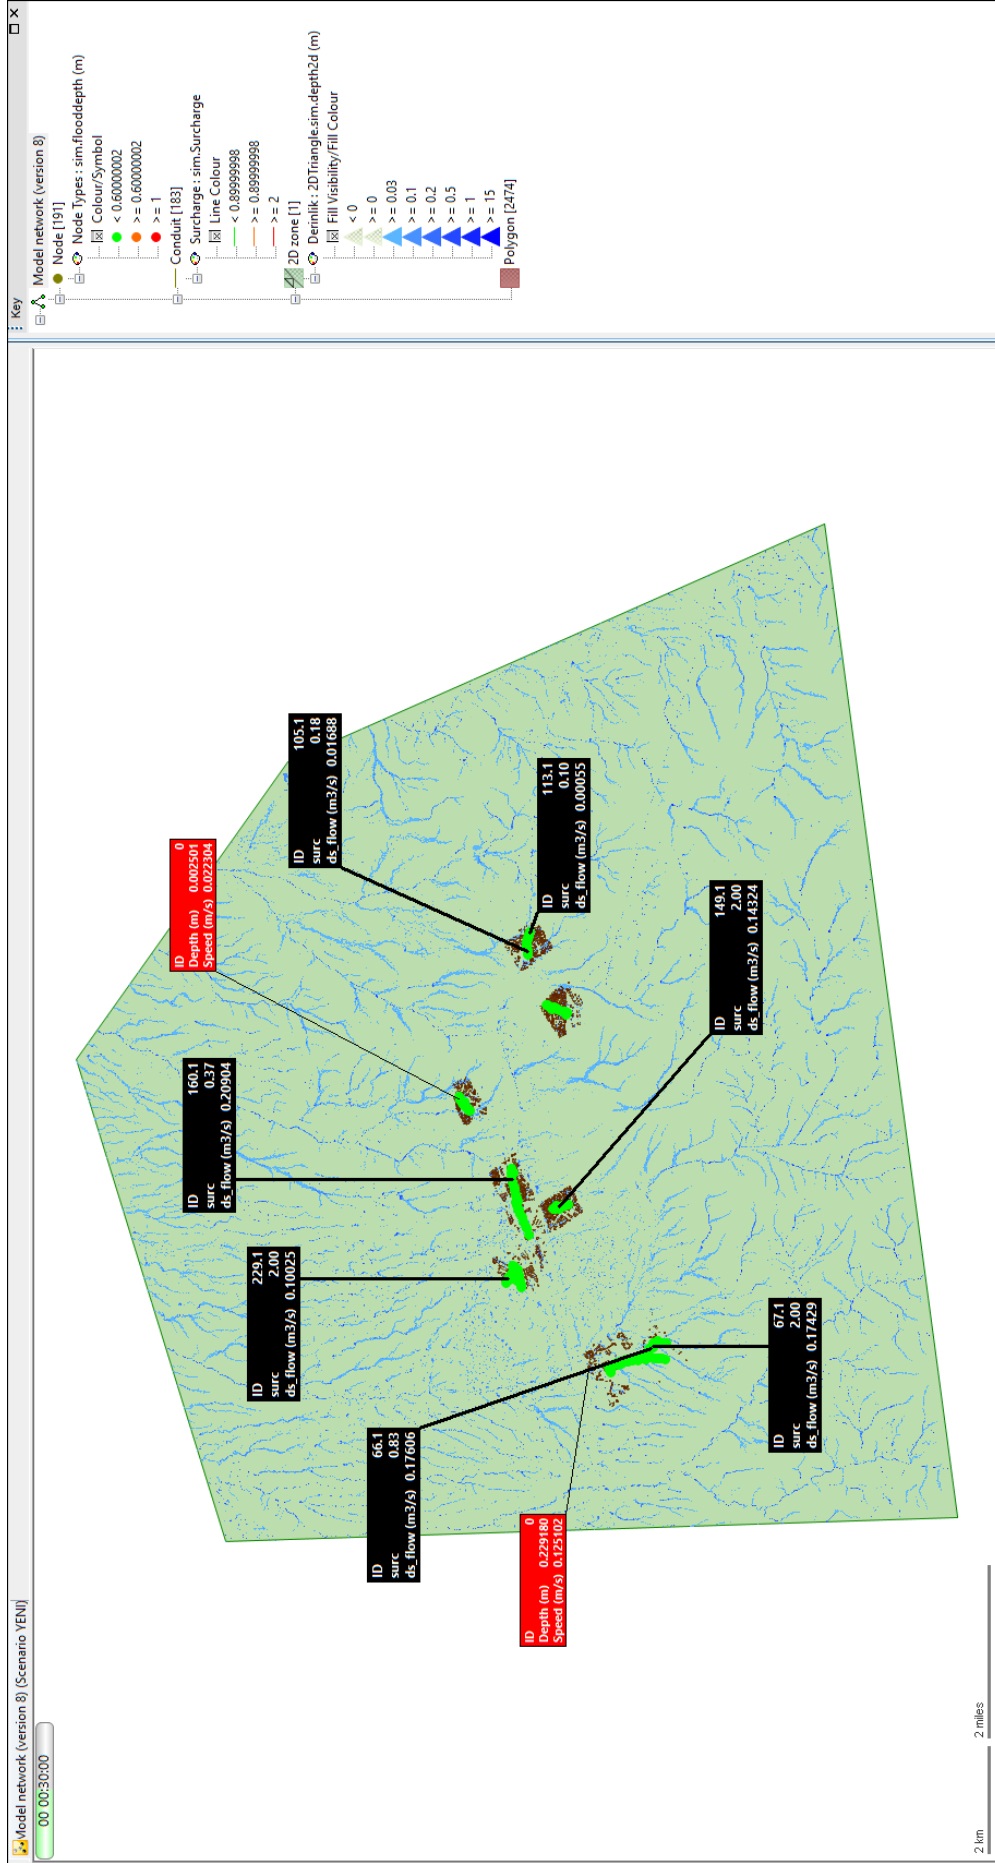 Model network (version 8) (Scenario YENI)
00 00:30:00
ID 66.1
surc 0.83
ds_flow (m3/s) 0.17606
ID 229.1
surc 2.00
ds_flow (m3/s) 0.10025
ID 160.1
surc 0.37
ds_flow (m3/s) 0.20904
ID 0
Depth (m) 0.002501
Speed (m/s) 0.022304
ID 105.1
surc 0.18
ds_flow (m3/s) 0.01688
ID 0
Depth (m) 0.229180
Speed (m/s) 0.125102
ID 113.1
surc 0.10
ds_flow (m3/s) 0.00055
ID 149.1
surc 2.00
ds_flow (m3/s) 0.14324
ID 67.1
surc 2.00
ds_flow (m3/s) 0.17429
2 km
2 miles
Key
Model network (version 8)
Node [191]
Node Types : sim.flooddepth (m)
Colour/Symbol
< 0.60000002
>= 0.60000002
>= 1
Conduit [183]
Surcharge : sim.Surcharge
Line Colour
< 0.89999998
>= 0.89999998
>= 2
2D zone [1]
Derinlik : 2DTriangle.sim.depth2d (m)
Fill Visibility/Fill Colour
< 0
>= 0
>= 0.03
>= 0.1
>= 0.2
>= 0.5
>= 1
>= 15
Polygon [2474]